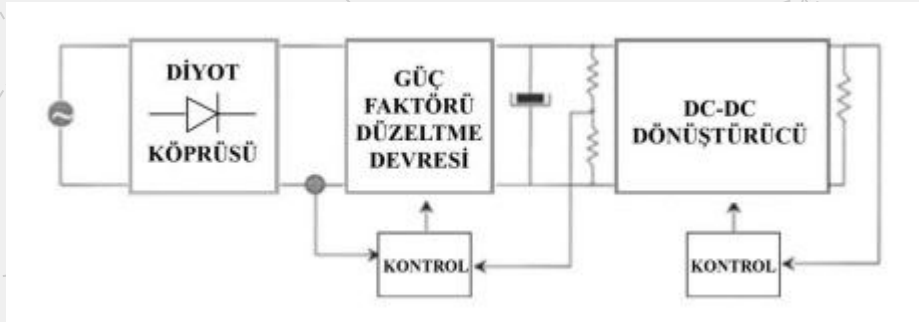 DİYOT
KÖPRÜSÜ
GÜÇ
FAKTÖRÜ
DÜZELTME
DEVRESİ
DC-DC
DÖNÜŞTÜRÜCÜ
KONTROL
KONTROL